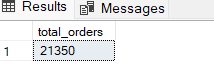 Results Messages
total_orders
1 21350